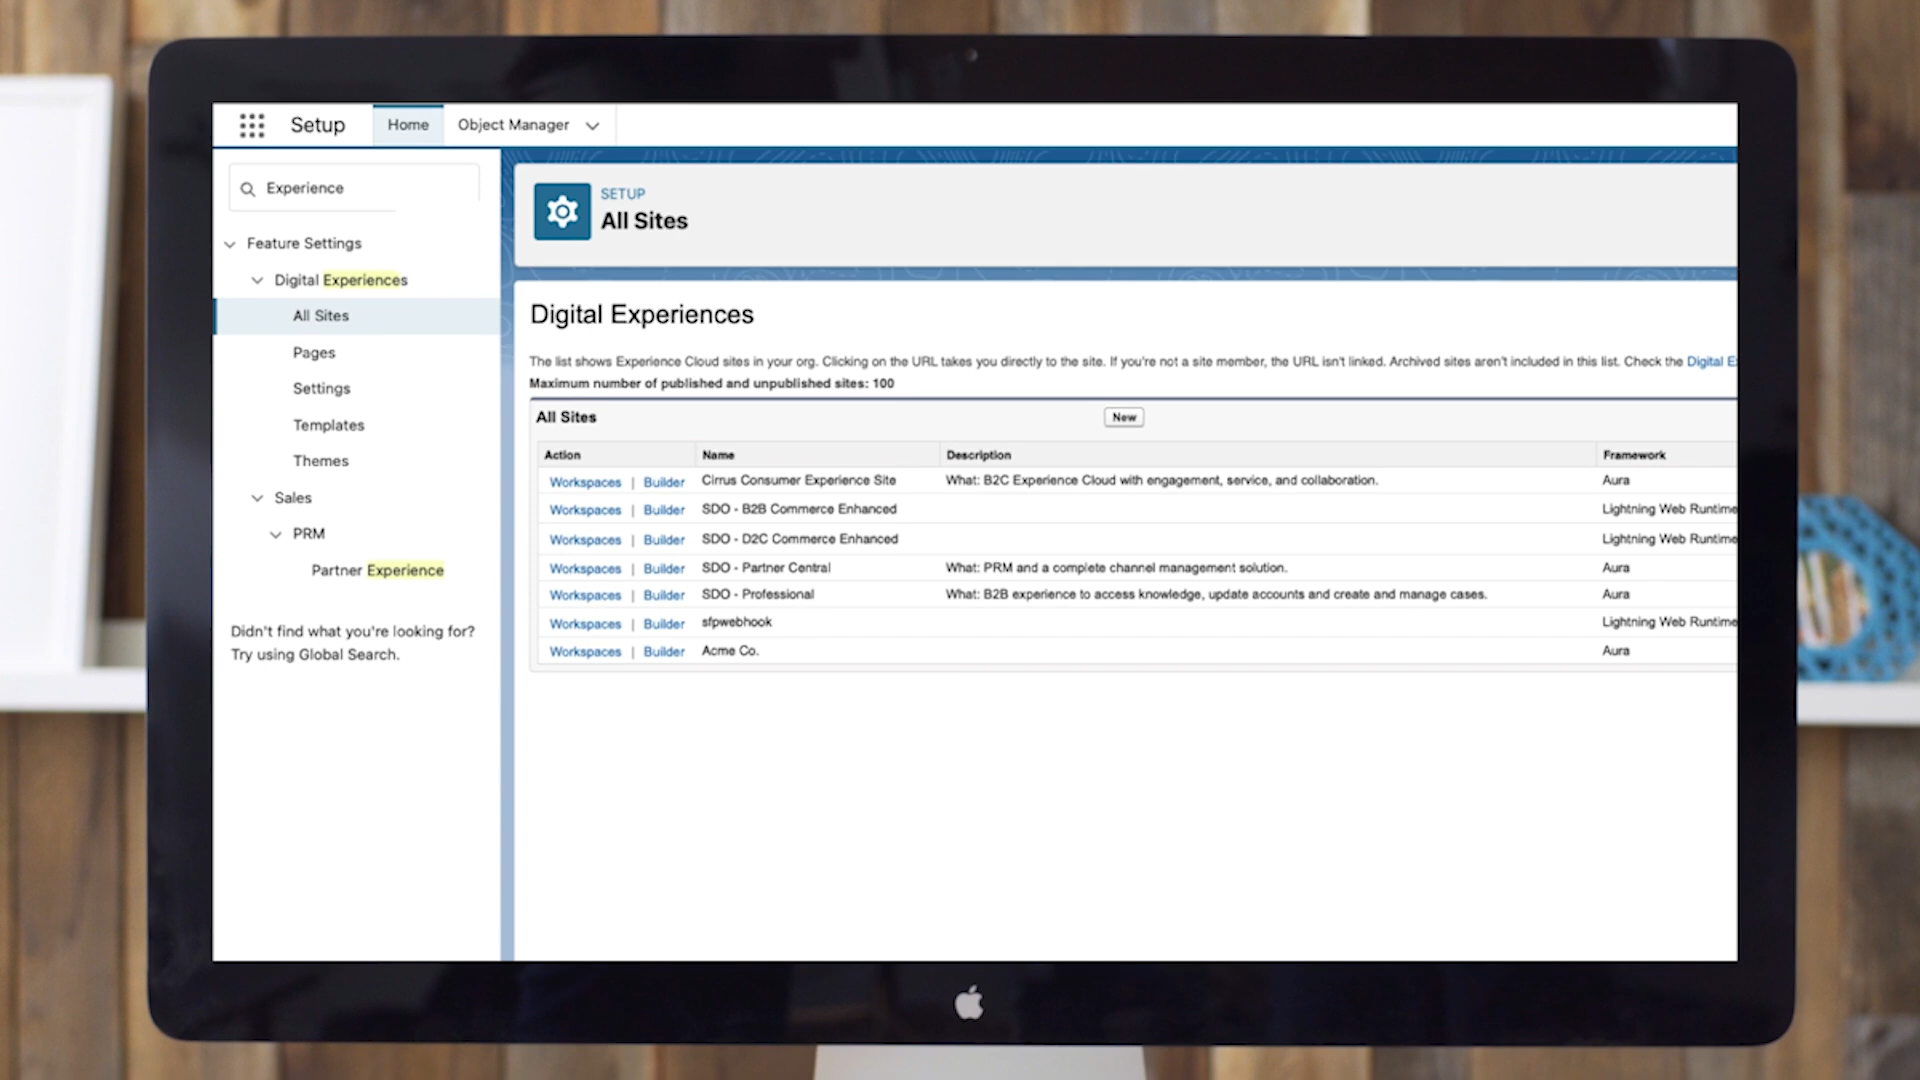 Setup
Home
Object Manager
Experience
Feature Settings
Digital Experiences
All Sites
Pages
Settings
Templates
Themes
Sales
PRM
Partner Experience
Didn't find what you're looking for?
Try using Global Search.
SETUP
All Sites
Digital Experiences
The list shows Experience Cloud sites in your org. Clicking on the URL takes you directly to the site. If you're not a site member, the URL isn't linked. Archived sites aren't included in this list. Check the Digital E
Maximum number of published and unpublished sites: 100
All Sites
New
Action Name Description Framework
Workspaces | Builder Cirrus Consumer Experience Site What: B2C Experience Cloud with engagement, service, and collaboration. Aura
Workspaces | Builder SDO - B2B Commerce Enhanced Lightning Web Runtime
Workspaces | Builder SDO - D2C Commerce Enhanced Lightning Web Runtime
Workspaces | Builder SDO - Partner Central What: PRM and a complete channel management solution. Aura
Workspaces | Builder SDO - Professional What: B2B experience to access knowledge, update accounts and create and manage cases. Aura
Workspaces | Builder sfpwebhook Lightning Web Runtime
Workspaces | Builder Acme Co. Aura